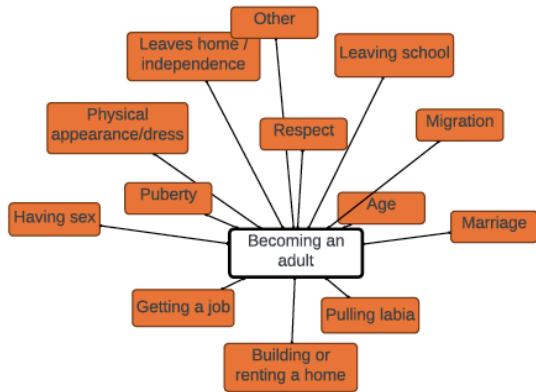 Other
Leaves home /
independence
Leaving school
Physical
appearance/dress
Respect
Migration
Puberty
Age
Having sex
Marriage
Becoming an
adult
Getting a job
Pulling labia
Building or
renting a home